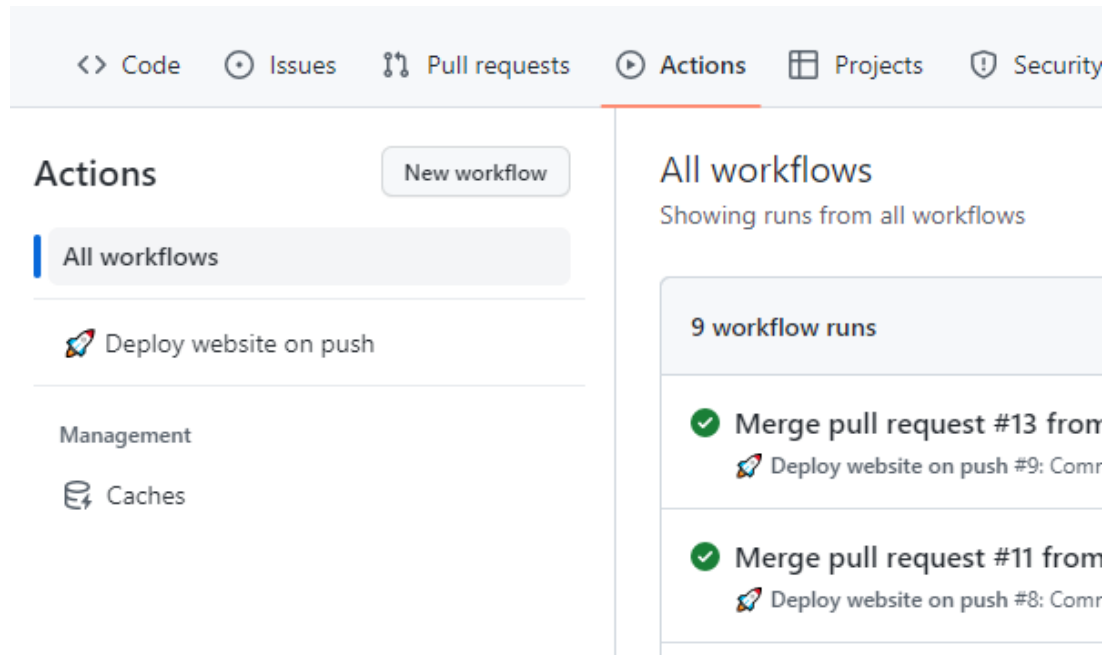 Code Issues Pull requests Actions Projects Security
Actions
New workflow
All workflows
🚀 Deploy website on push
Management
Caches
All workflows
Showing runs from all workflows
9 workflow runs
Merge pull request #13 from
🚀 Deploy website on push #9:
Merge pull request #11 from
🚀 Deploy website on push #8: